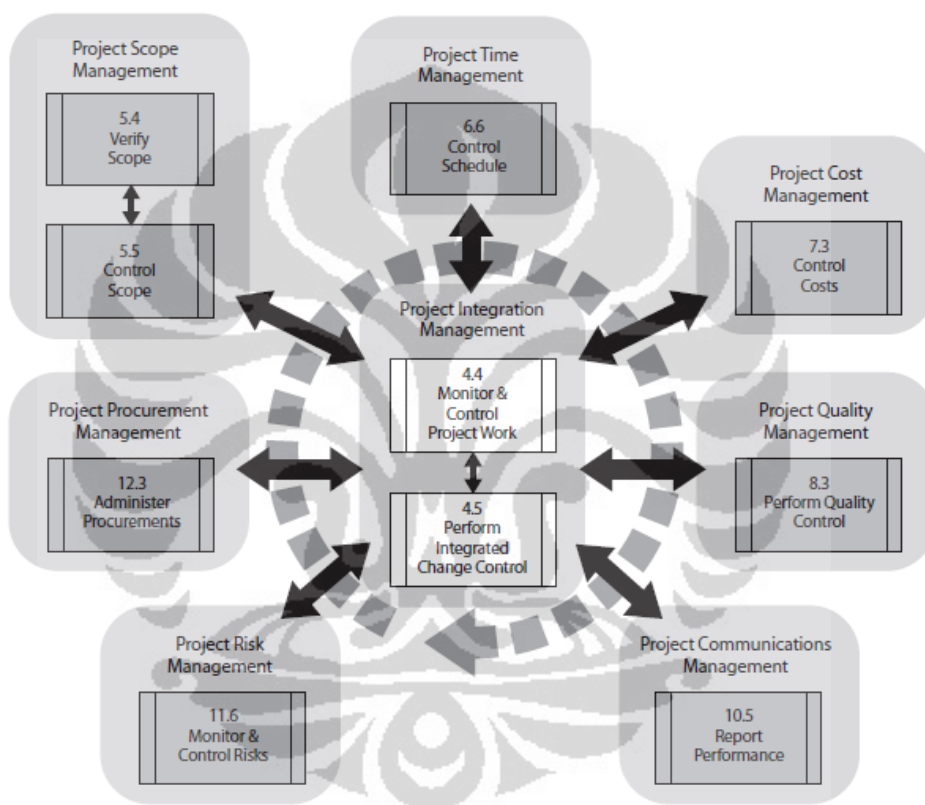 Project Scope
Management
5.4
Verify
Scope
5.5
Control
Scope
Project Time
Management
6.6
Control
Schedule
Project Cost
Management
7.3
Control
Costs
Project Integration
Management
4.4
Monitor &
Control
Project Work
4.5
Perform
Integrated
Change Control
Project Procurement
Management
12.3
Administer
Procurements
Project Quality
Management
8.3
Perform Quality
Control
Project Risk
Management
11.6
Monitor &
Control Risks
Project Communications
Management
10.5
Report
Performance